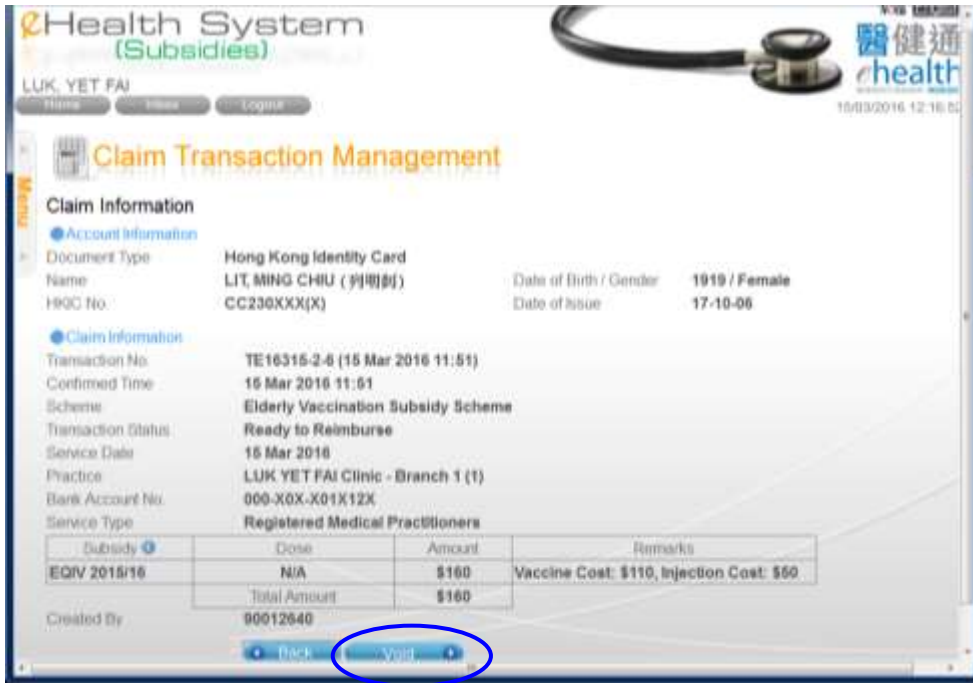 eHealth System
(Subsidies)
醫健通
ehealth
LUK, YET FAI
Home Inbox Logout
15/03/2016 12:16:52
Claim Transaction Management
Menu
Claim Information
Account Information
Document Type Hong Kong Identity Card
Name LIT, MING CHIU Date of Birth / Gender 1919 / Female
HKIC No. CC230XXX(X) Date of Issue 17-10-06
Claim Information
Transaction No. TE16315-2-6 (15 Mar 2016 11:51)
Confirmed Time 15 Mar 2016 11:51
Scheme Elderly Vaccination Subsidy Scheme
Transaction Status Ready to Reimburse
Service Date 15 Mar 2016
Practice LUK YET FAI Clinic - Branch 1 (1)
Bank Account No. 000-X0X-X01X12X
Service Type Registered Medical Practitioners
Subsidy Dose Amount Remarks
EQIV 2015/16 N/A $160 Vaccine Cost: $110, Injection Cost: $50
Total Amount $160
Created By 90012640
Back Void